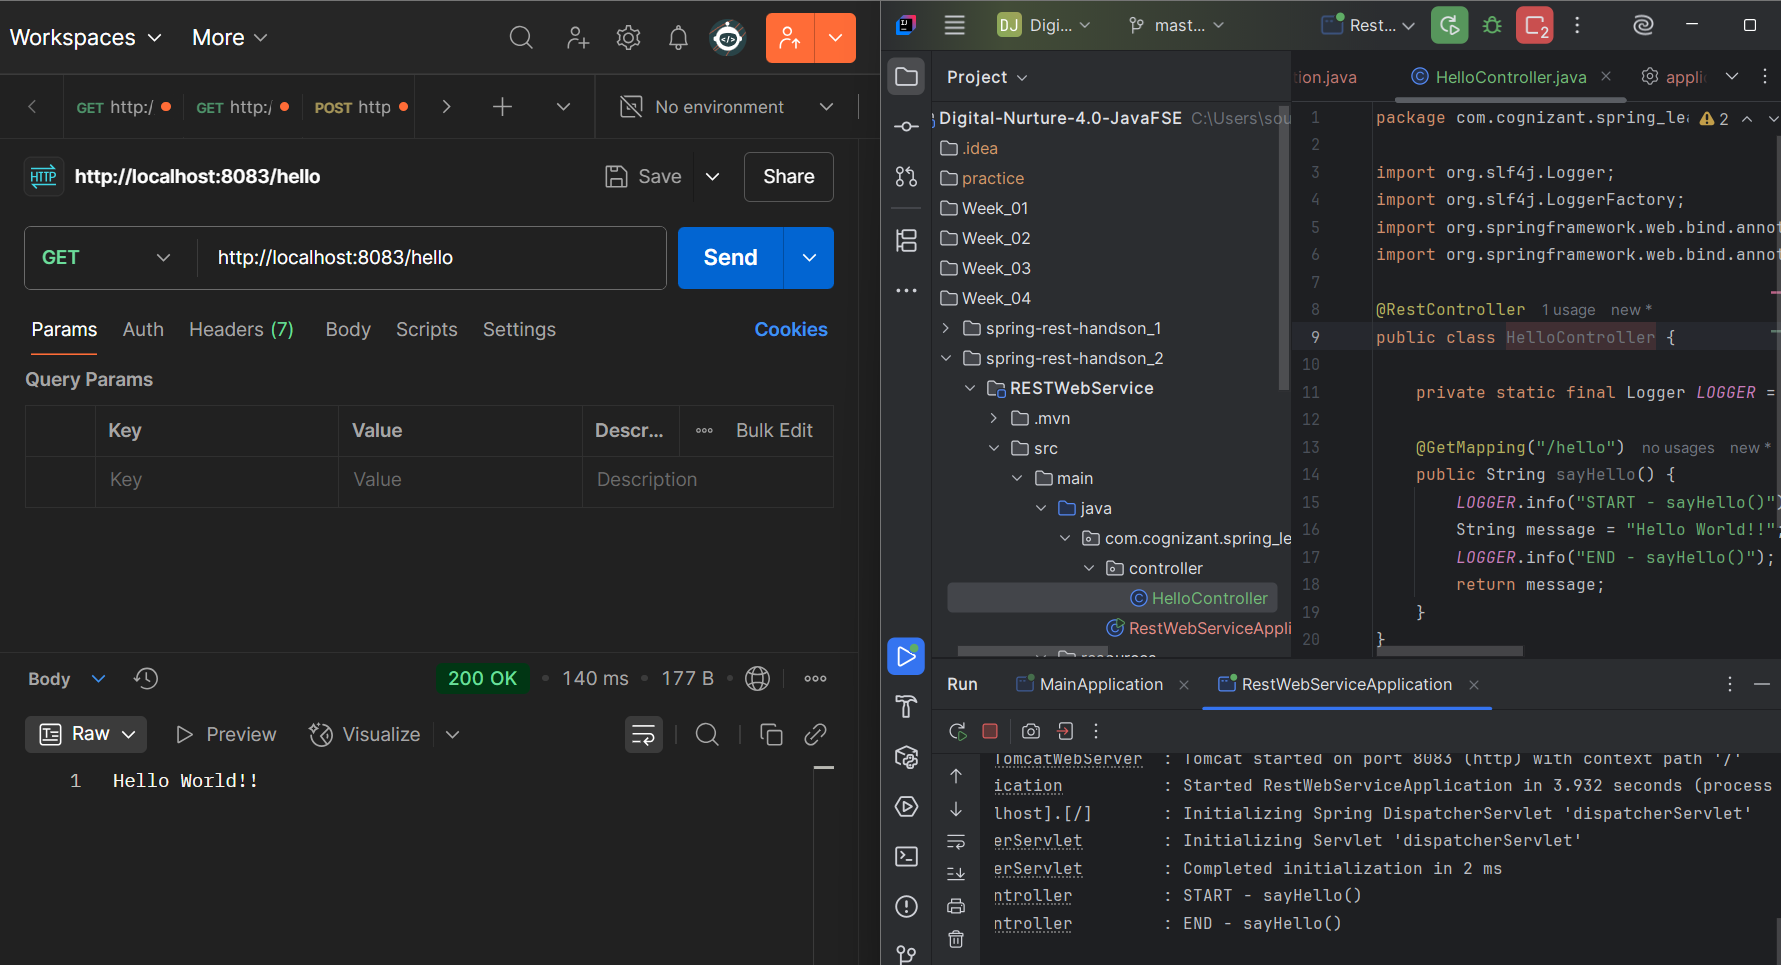 Workspaces
More
GET http:/
GET http:/
POST http
No environment
HTTP
http://localhost:8083/hello
Save
Share
GET
http://localhost:8083/hello
Send
Params
Auth
Headers (7)
Body
Scripts
Settings
Cookies
Query Params
Key
Value
Descr...
Bulk Edit
Key
Value
Description
Body
200 OK
140 ms
177 B
Raw
Preview
Visualize
1 Hello World!!
DJ
Digi...
mast...
Rest...
2
Project
tion.java
HelloController.java
appli
Digital-Nurture-4.0-JavaFSE C:\Users\sou
.idea
practice
Week_01
Week_02
Week_03
Week_04
spring-rest-handson_1
spring-rest-handson_2
RESTWebService
.mvn
src
main
java
com.cognizant.spring_le
controller
HelloController
RestWebServiceAppli
resources
1 package com.cognizant.spring_lea
2
2
3 import org.slf4j.Logger;
4 import org.slf4j.LoggerFactory;
5 import org.springframework.web.bind.annot
6 import org.springframework.web.bind.annot
7
8 @RestController 1 usage new *
9 public class HelloController {
10
11 private static final Logger LOGGER =
12
13 @GetMapping("/hello") no usages new *
14 public String sayHello() {
15 LOGGER.info("START - sayHello()")
16 String message = "Hello World!!";
17 LOGGER.info("END - sayHello()");
18 return message;
19 }
20 }
Run
MainApplication
RestWebServiceApplication
TomcatWebServer : Tomcat started on port 8083 (http) with context path '/'
ication : Started RestWebServiceApplication in 3.932 seconds (process
lhost].[/] : Initializing Spring DispatcherServlet 'dispatcherServlet'
erServlet : Initializing Servlet 'dispatcherServlet'
erServlet : Completed initialization in 2 ms
ntroller : START - sayHello()
ntroller : END - sayHello()